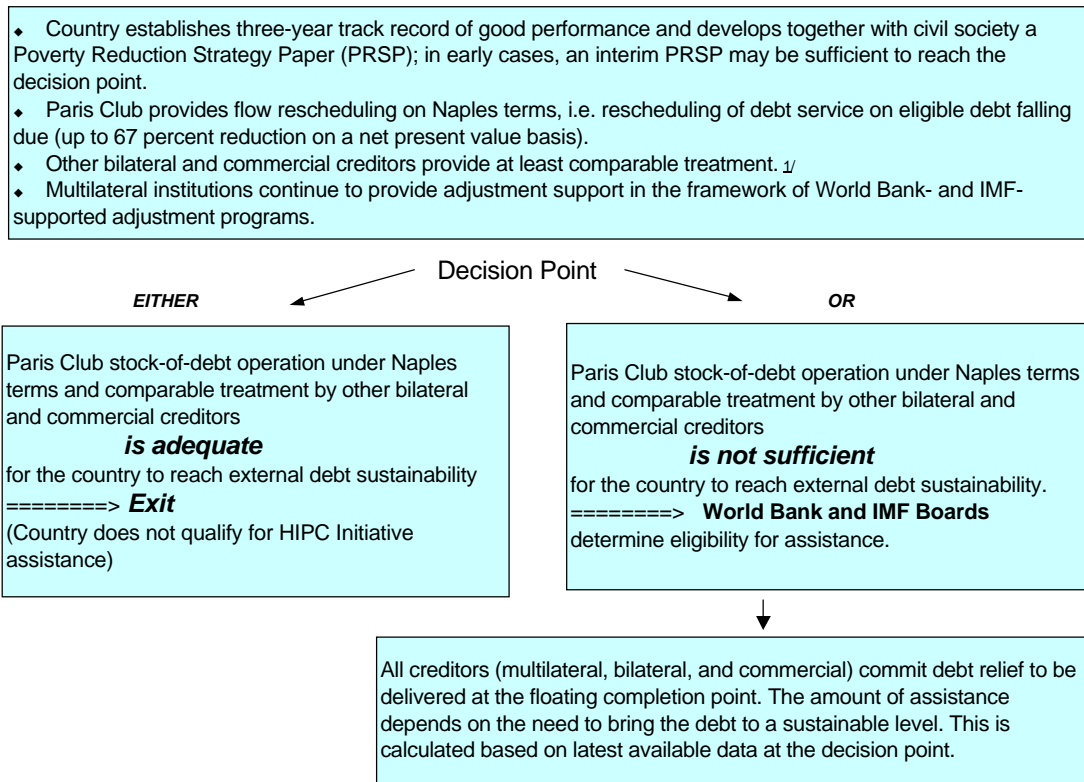 ⬥ Country establishes three-year track record of good performance and develops together with civil society a
Poverty Reduction Strategy Paper (PRSP); in early cases, an interim PRSP may be sufficient to reach the
decision point.
⬥ Paris Club provides flow rescheduling on Naples terms, i.e. rescheduling of debt service on eligible debt falling
due (up to 67 percent reduction on a net present value basis).
⬥ Other bilateral and commercial creditors provide at least comparable treatment. 1/
⬥ Multilateral institutions continue to provide adjustment support in the framework of World Bank- and IMF-
supported adjustment programs.
Decision Point
EITHER
OR
Paris Club stock-of-debt operation under Naples
terms and comparable treatment by other bilateral
and commercial creditors
is adequate
for the country to reach external debt sustainability
========> Exit
(Country does not qualify for HIPC Initiative
assistance)
Paris Club stock-of-debt operation under Naples terms
and comparable treatment by other bilateral and
commercial creditors
is not sufficient
for the country to reach external debt sustainability.
========> World Bank and IMF Boards
determine eligibility for assistance.
All creditors (multilateral, bilateral, and commercial) commit debt relief to be
delivered at the floating completion point. The amount of assistance
depends on the need to bring the debt to a sustainable level. This is
calculated based on latest available data at the decision point.